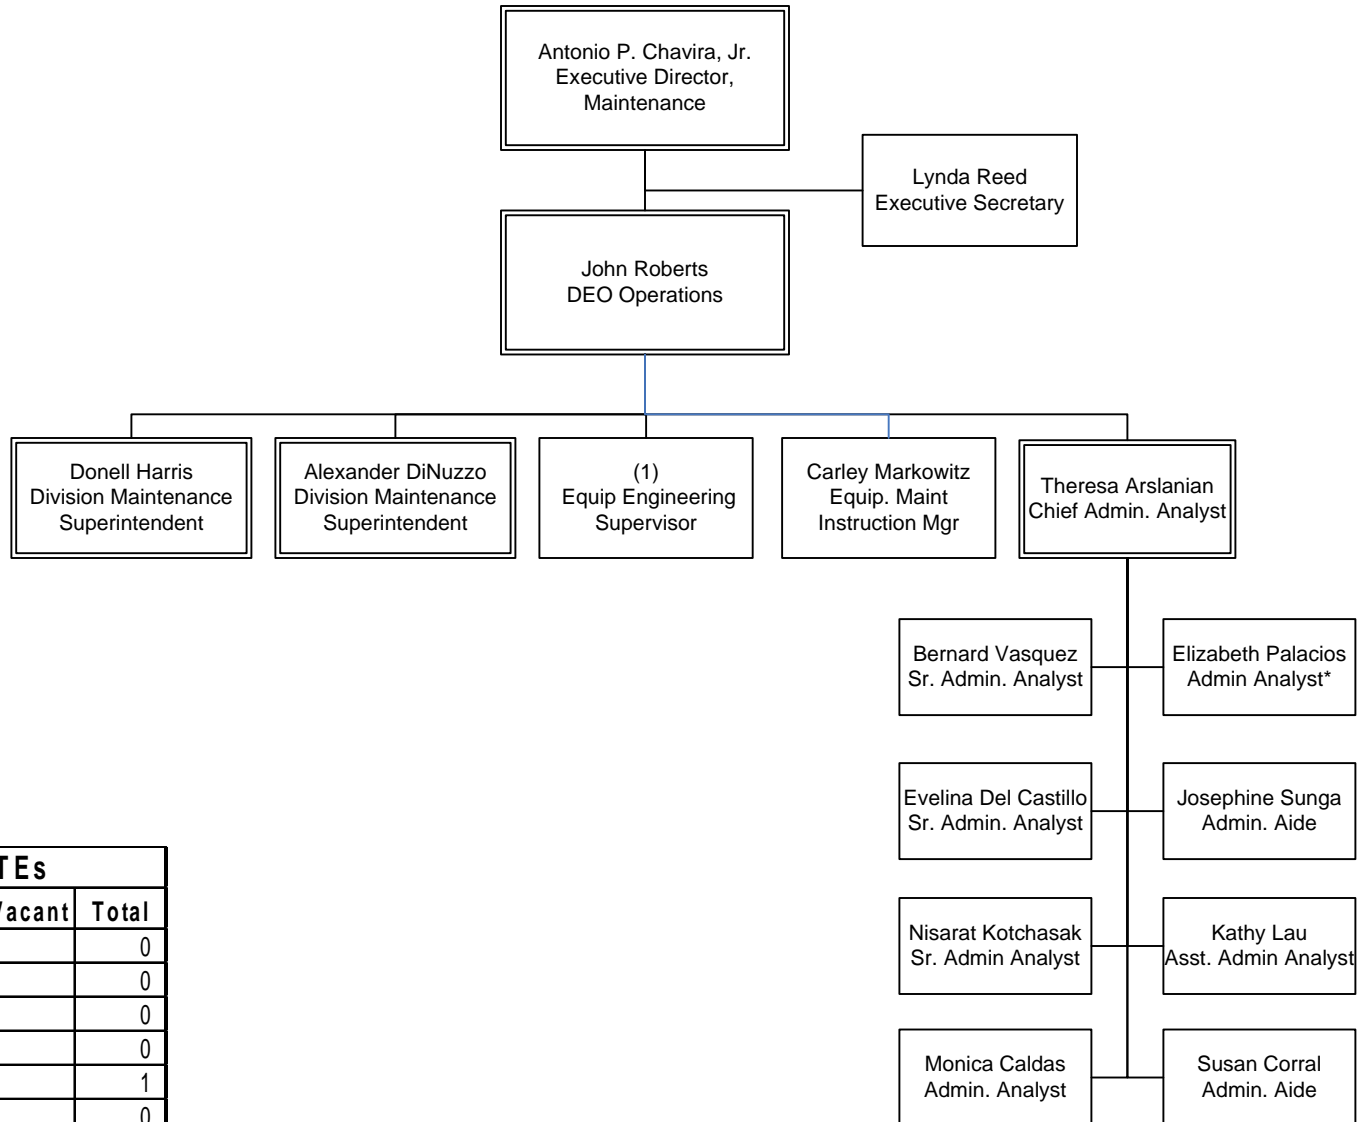 Antonio P. Chavira, Jr.
Executive Director,
Maintenance
Lynda Reed
Executive Secretary
John Roberts
DEO Operations
Donell Harris
Division Maintenance
Superintendent
Alexander DiNuzzo
Division Maintenance
Superintendent
(1)
Equip Engineering
Supervisor
Carley Markowitz
Equip. Maint
Instruction Mgr
Theresa Arslanian
Chief Admin. Analyst
Bernard Vasquez
Sr. Admin. Analyst
Elizabeth Palacios
Admin Analyst*
Evelina Del Castillo
Sr. Admin. Analyst
Josephine Sunga
Admin. Aide
Nisarat Kotchasak
Sr. Admin Analyst
Kathy Lau
Asst. Admin Analyst
Monica Caldas
Admin. Analyst
Susan Corral
Admin. Aide
TEs
Vacant Total
0
0
0
0
1
0